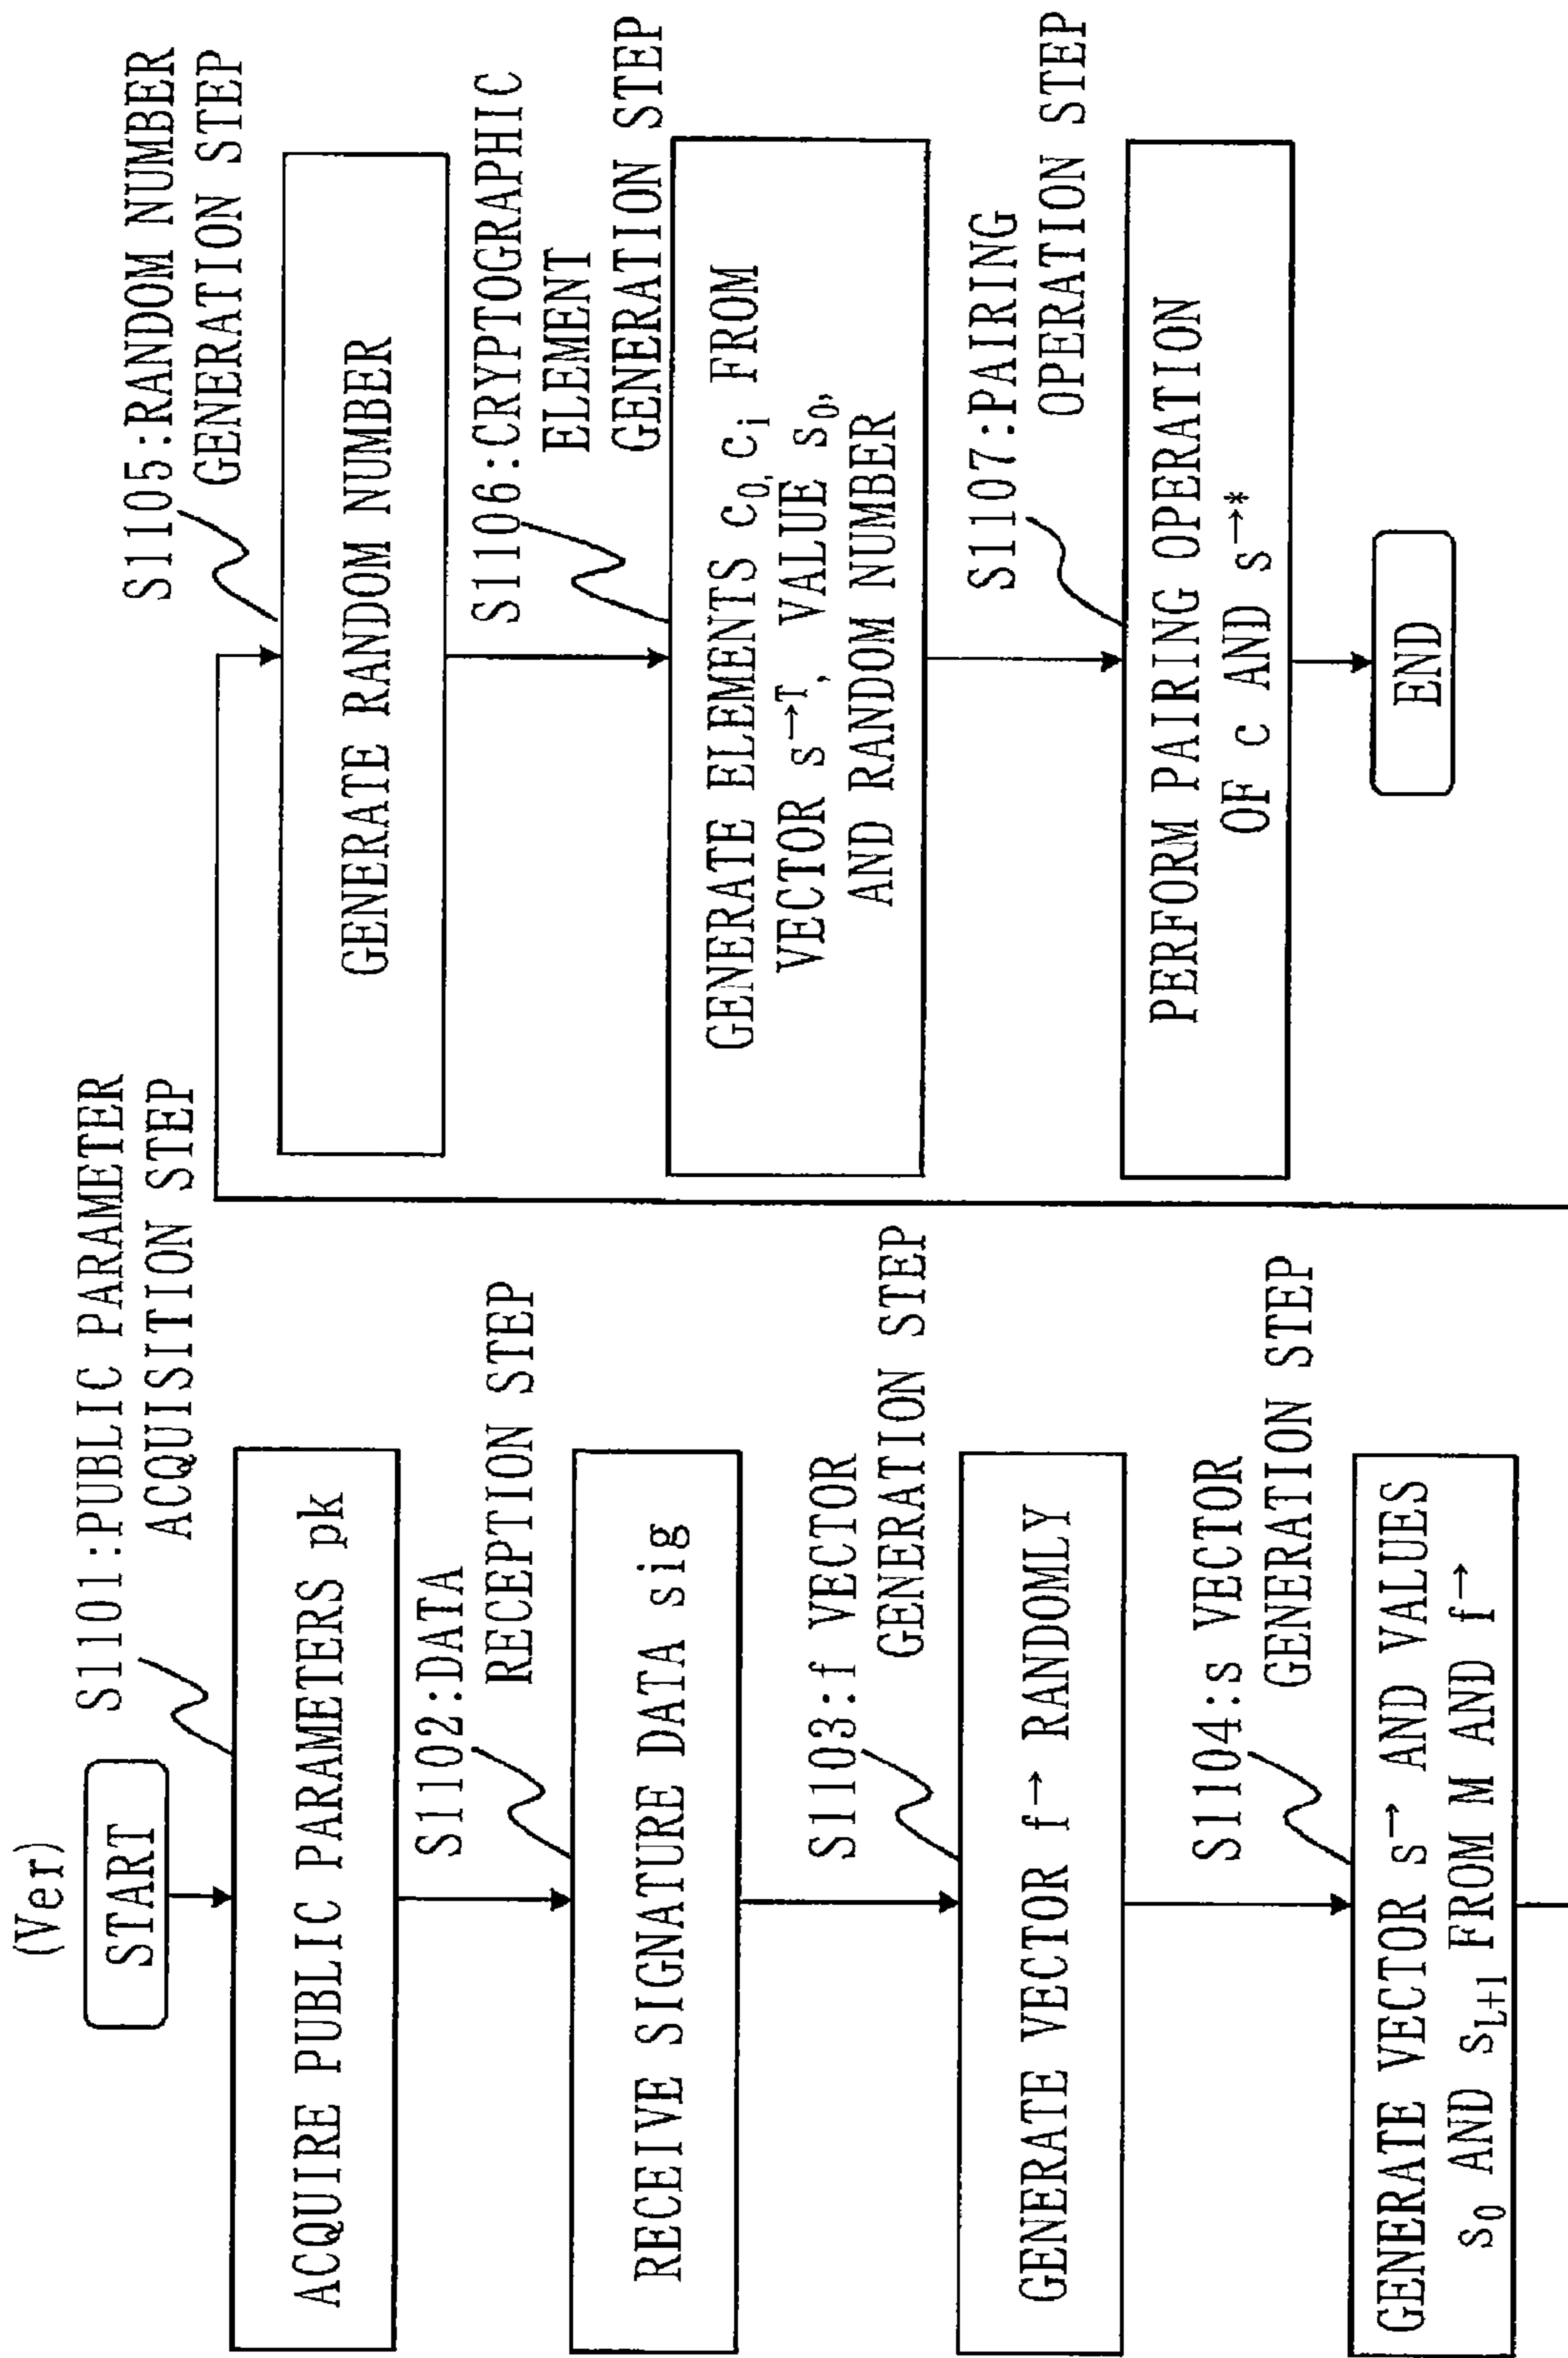 (Ver)
START
S1101:PUBLIC PARAMETER
ACQUISITION STEP
ACQUIRE PUBLIC PARAMETERS pk
S1102:DATA
RECEPTION STEP
RECEIVE SIGNATURE DATA sig
S1103:f VECTOR
GENERATION STEP
GENERATE VECTOR f→ RANDOMLY
S1104:s VECTOR
GENERATION STEP
GENERATE VECTOR s→ AND VALUES
s0 AND sL+1 FROM M AND f→
S1105:RANDOM NUMBER
GENERATION STEP
GENERATE RANDOM NUMBER
S1106:CRYPTOGRAPHIC
ELEMENT
GENERATION STEP
GENERATE ELEMENTS c0, ci FROM
VECTOR s→T, VALUE s0,
AND RANDOM NUMBER
S1107:PAIRING
OPERATION STEP
PERFORM PAIRING OPERATION
OF c AND s→*
END